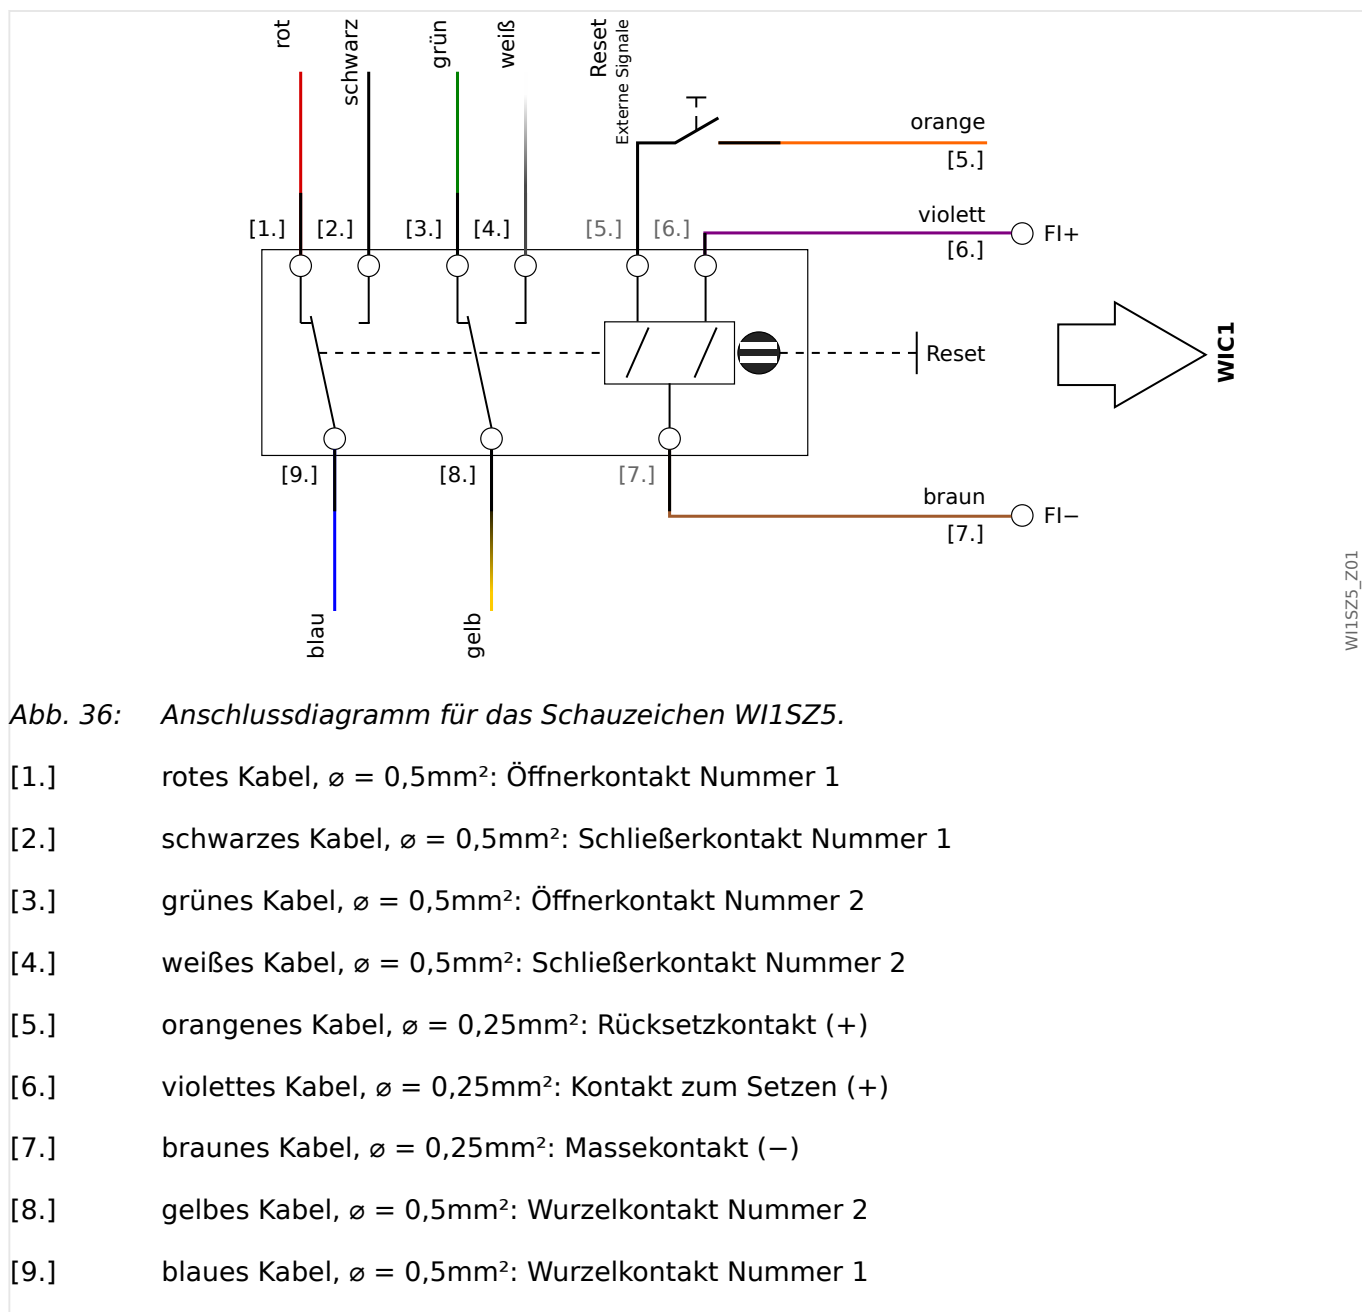 rot
schwarz
grün
weiß
Reset
Externe Signale
orange
[5.]
violett
[6.]
FI+
[1.] [2.] [3.] [4.] [5.] [6.]
Reset
WIC1
[9.] [8.] [7.]
braun
[7.]
FI−
blau
gelb
WI1SZ5_Z01
Abb. 36: Anschlussdiagramm für das Schauzeichen WI1SZ5.
[1.] rotes Kabel, ⌀ = 0,5mm²: Öffnerkontakt Nummer 1
[2.] schwarzes Kabel, ⌀ = 0,5mm²: Schließerkontakt Nummer 1
[3.] grünes Kabel, ⌀ = 0,5mm²: Öffnerkontakt Nummer 2
[4.] weißes Kabel, ⌀ = 0,5mm²: Schließerkontakt Nummer 2
[5.] orangenes Kabel, ⌀ = 0,25mm²: Rücksetzkontakt (+)
[6.] violettes Kabel, ⌀ = 0,25mm²: Kontakt zum Setzen (+)
[7.] braunes Kabel, ⌀ = 0,25mm²: Massekontakt (−)
[8.] gelbes Kabel, ⌀ = 0,5mm²: Wurzelkontakt Nummer 2
[9.] blaues Kabel, ⌀ = 0,5mm²: Wurzelkontakt Nummer 1